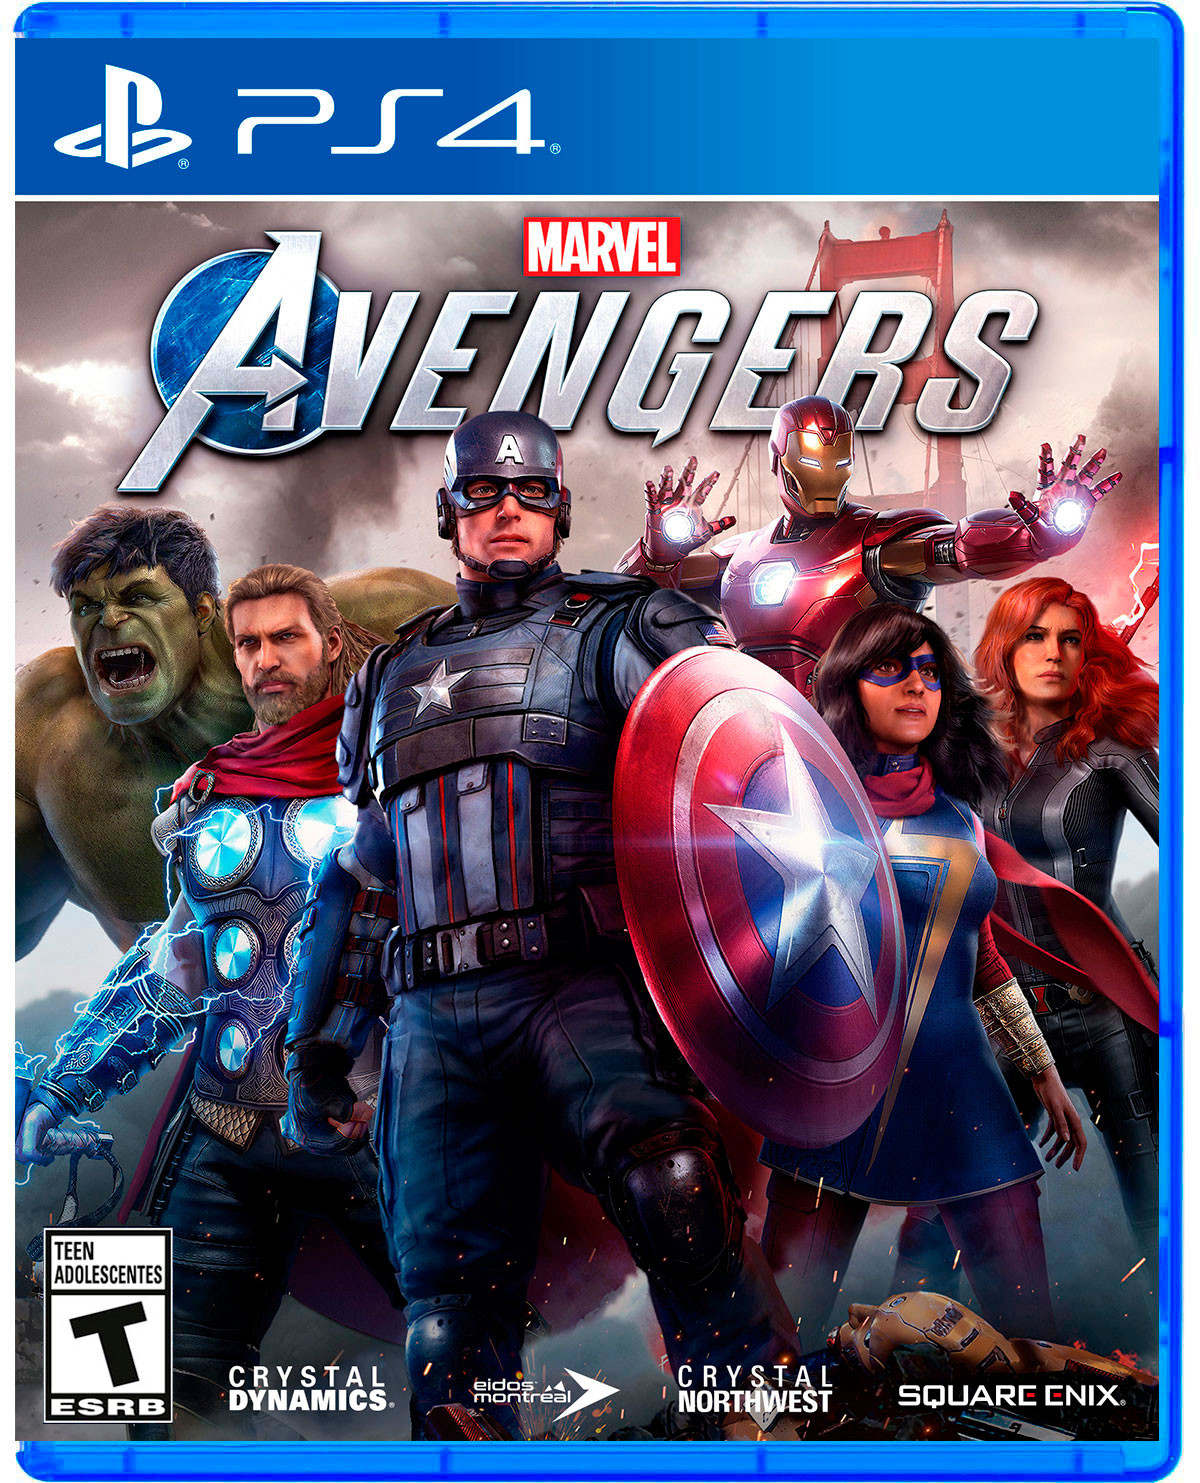 PS4®
MARVEL
AVENGERS
A
TEEN
ADOLESCENTES
T
ESRB
CRYSTAL
DYNAMICS®
eidos
montréal
CRYSTAL
NORTHWEST
SQUARE ENIX®